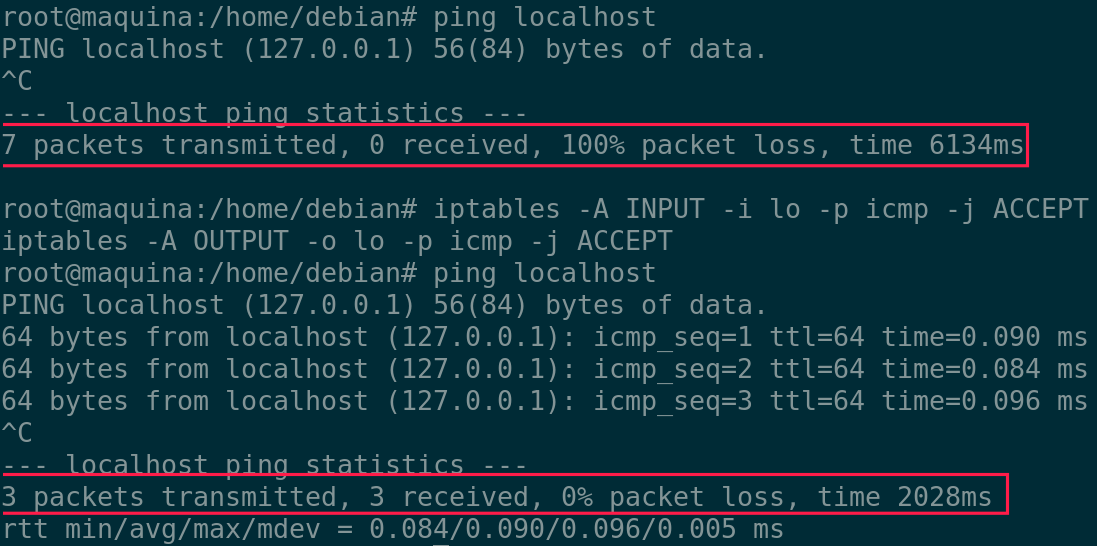 root@maquina:/home/debian# ping localhost
PING localhost (127.0.0.1) 56(84) bytes of data.
^C
--- localhost ping statistics ---
7 packets transmitted, 0 received, 100% packet loss, time 6134ms
root@maquina:/home/debian# iptables -A INPUT -i lo -p icmp -j ACCEPT
iptables -A OUTPUT -o lo -p icmp -j ACCEPT
root@maquina:/home/debian# ping localhost
PING localhost (127.0.0.1) 56(84) bytes of data.
64 bytes from localhost (127.0.0.1): icmp_seq=1 ttl=64 time=0.090 ms
64 bytes from localhost (127.0.0.1): icmp_seq=2 ttl=64 time=0.084 ms
64 bytes from localhost (127.0.0.1): icmp_seq=3 ttl=64 time=0.096 ms
^C
--- localhost ping statistics ---
3 packets transmitted, 3 received, 0% packet loss, time 2028ms
rtt min/avg/max/mdev = 0.084/0.090/0.096/0.005 ms